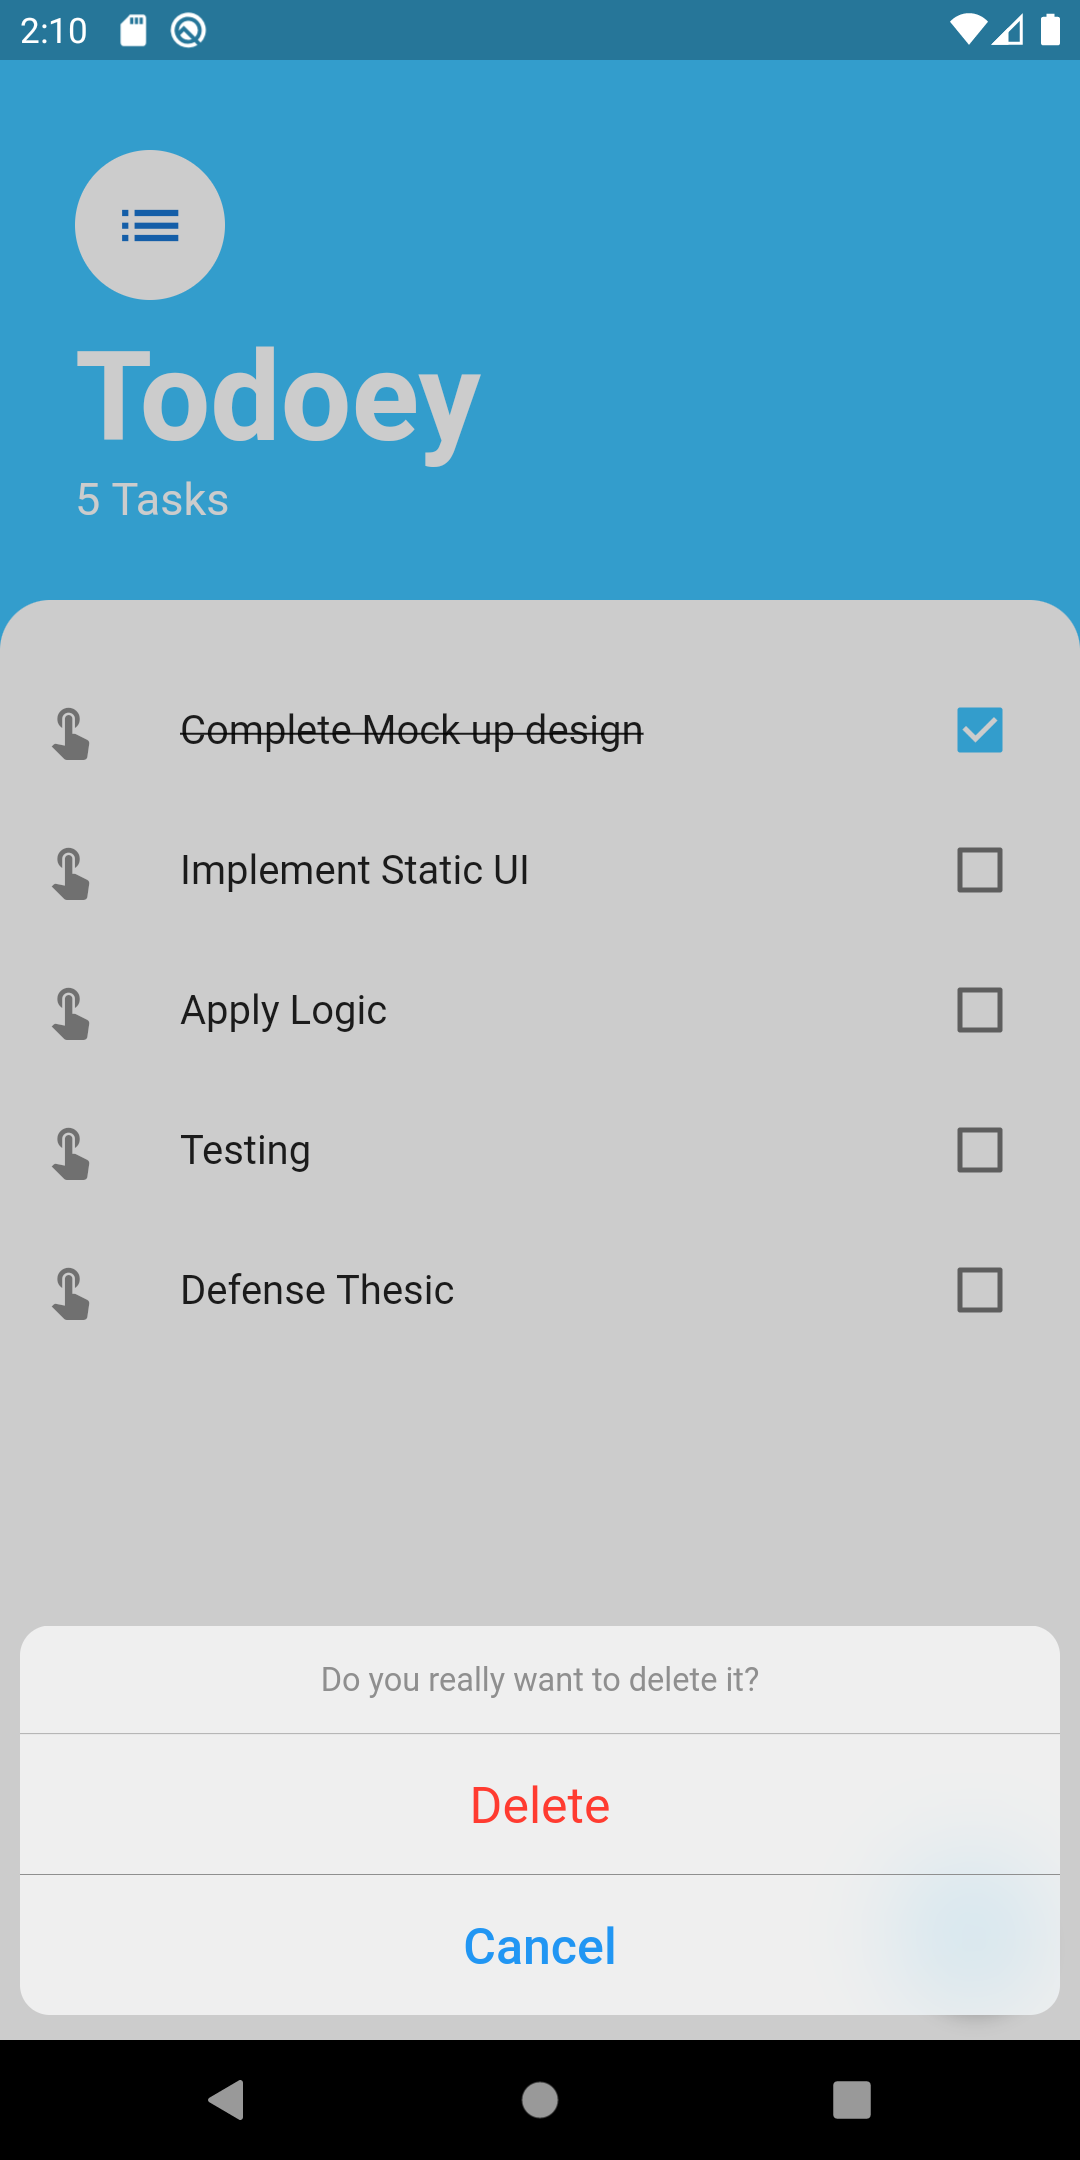 2:10
Todoey
5 Tasks
Complete Mock up design
Implement Static UI
Apply Logic
Testing
Defense Thesic
Do you really want to delete it?
Delete
Cancel